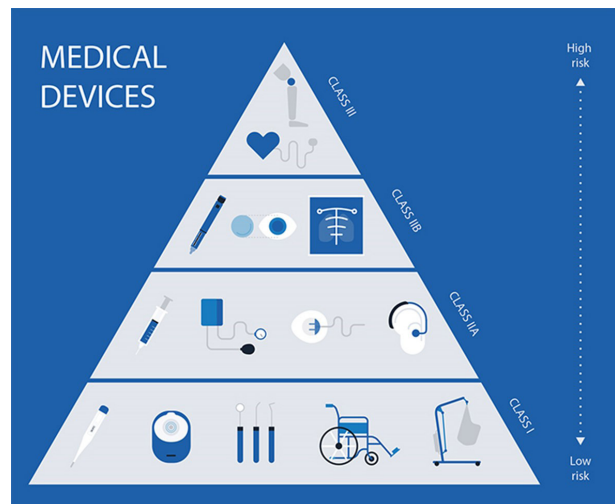 MEDICAL
DEVICES
High
risk
CLASS III
CLASS IIB
CLASS IIA
CLASS I
Low
risk